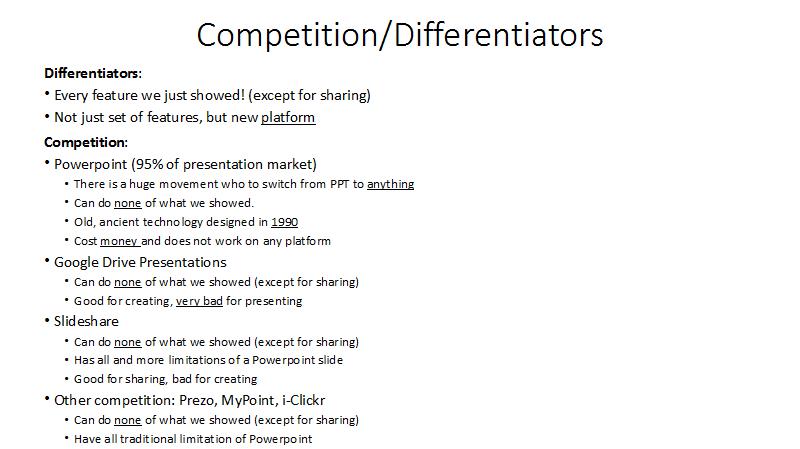 Competition/Differentiators
Differentiators:
• Every feature we just showed! (except for sharing)
• Not just set of features, but new platform
Competition:
• Powerpoint (95% of presentation market)
• There is a huge movement who to switch from PPT to anything
• Can do none of what we showed.
• Old, ancient technology designed in 1990
• Cost money and does not work on any platform
• Google Drive Presentations
• Can do none of what we showed (except for sharing)
• Good for creating, very bad for presenting
• Slideshare
• Can do none of what we showed (except for sharing)
• Has all and more limitations of a Powerpoint slide
• Good for sharing, bad for creating
• Other competition: Prezo, MyPoint, i-Clickr
• Can do none of what we showed (except for sharing)
• Have all traditional limitation of Powerpoint